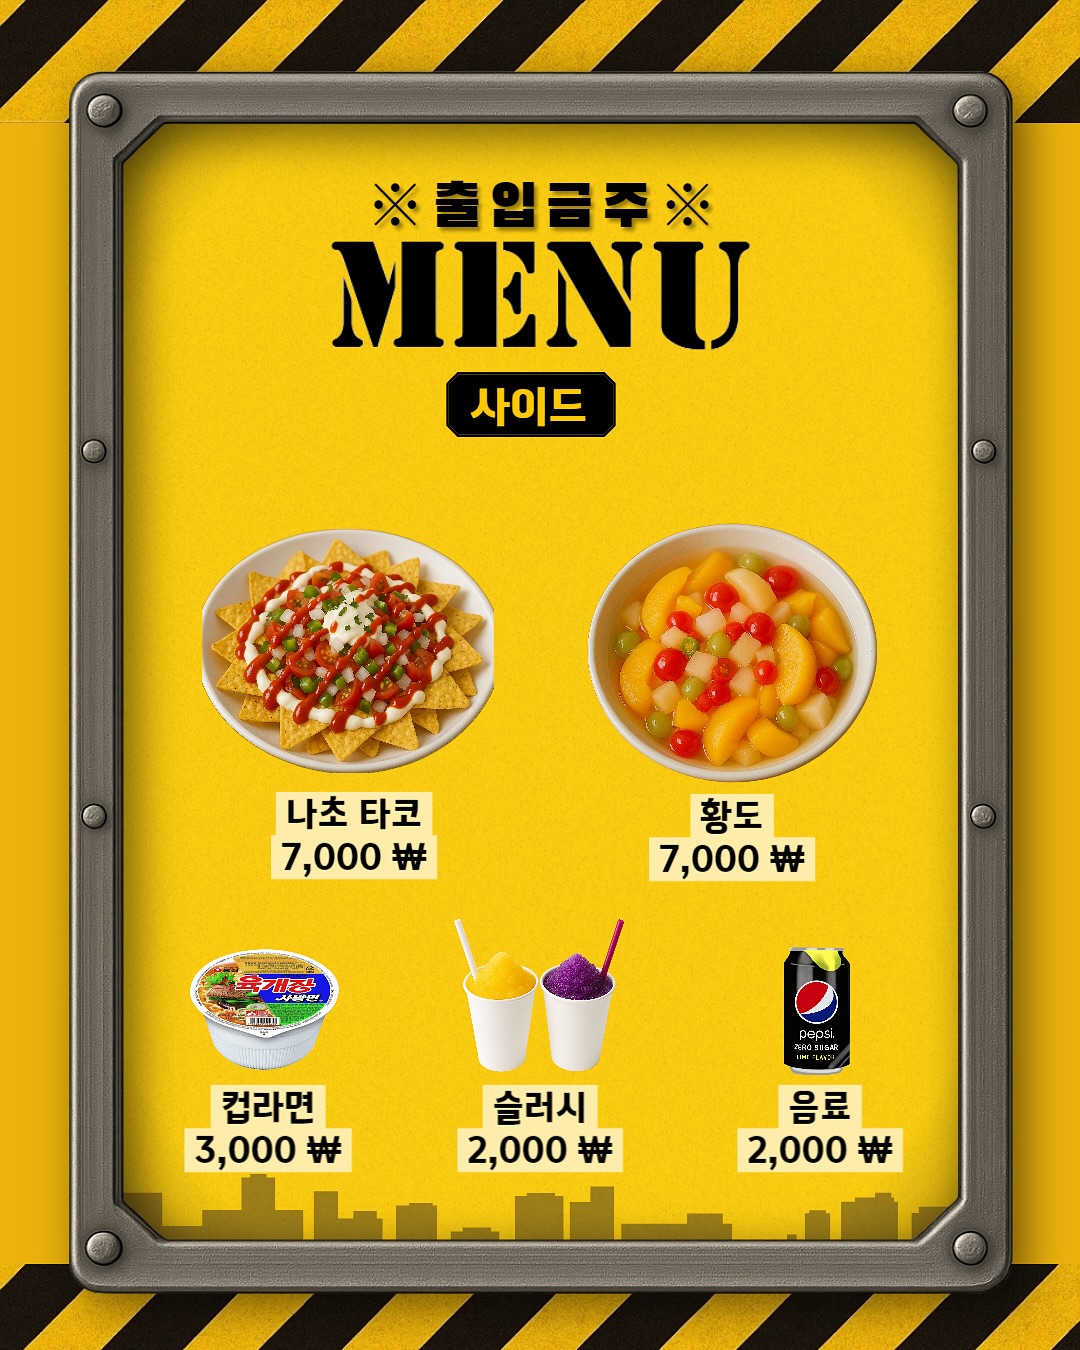 ※출입금주※
MENU
사이드
나초 타코
황도
7,000 ₩
7,000 ₩
육개장
사발면
pepsi.
ZERO SUGAR
LIME FLAVOR
컵라면
슬러시
음료
3,000 ₩
2,000 ₩
2,000 ₩